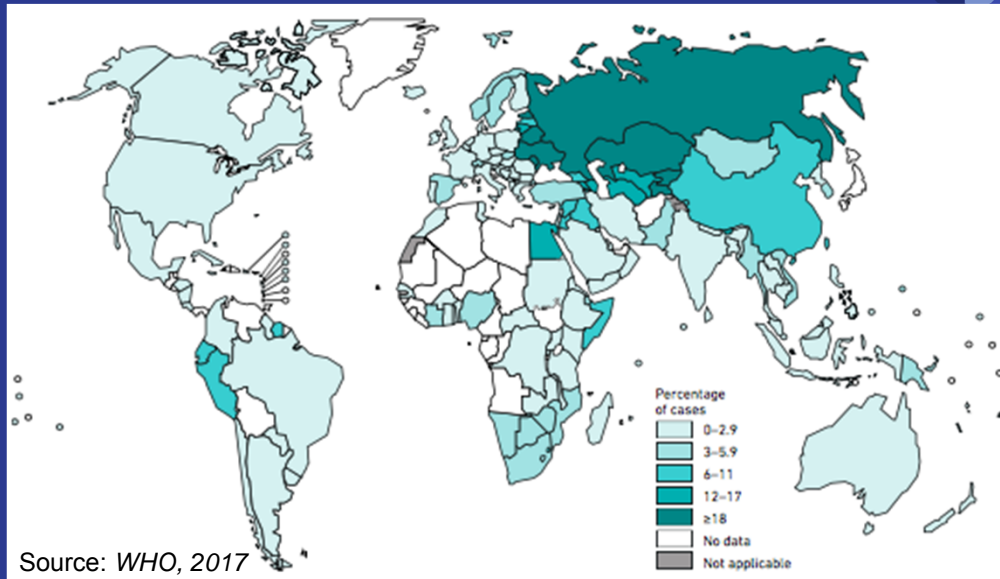 Percentage
of cases
0–2.9
3–5.9
6–11
12–17
≥18
No data
Not applicable
Source: WHO, 2017